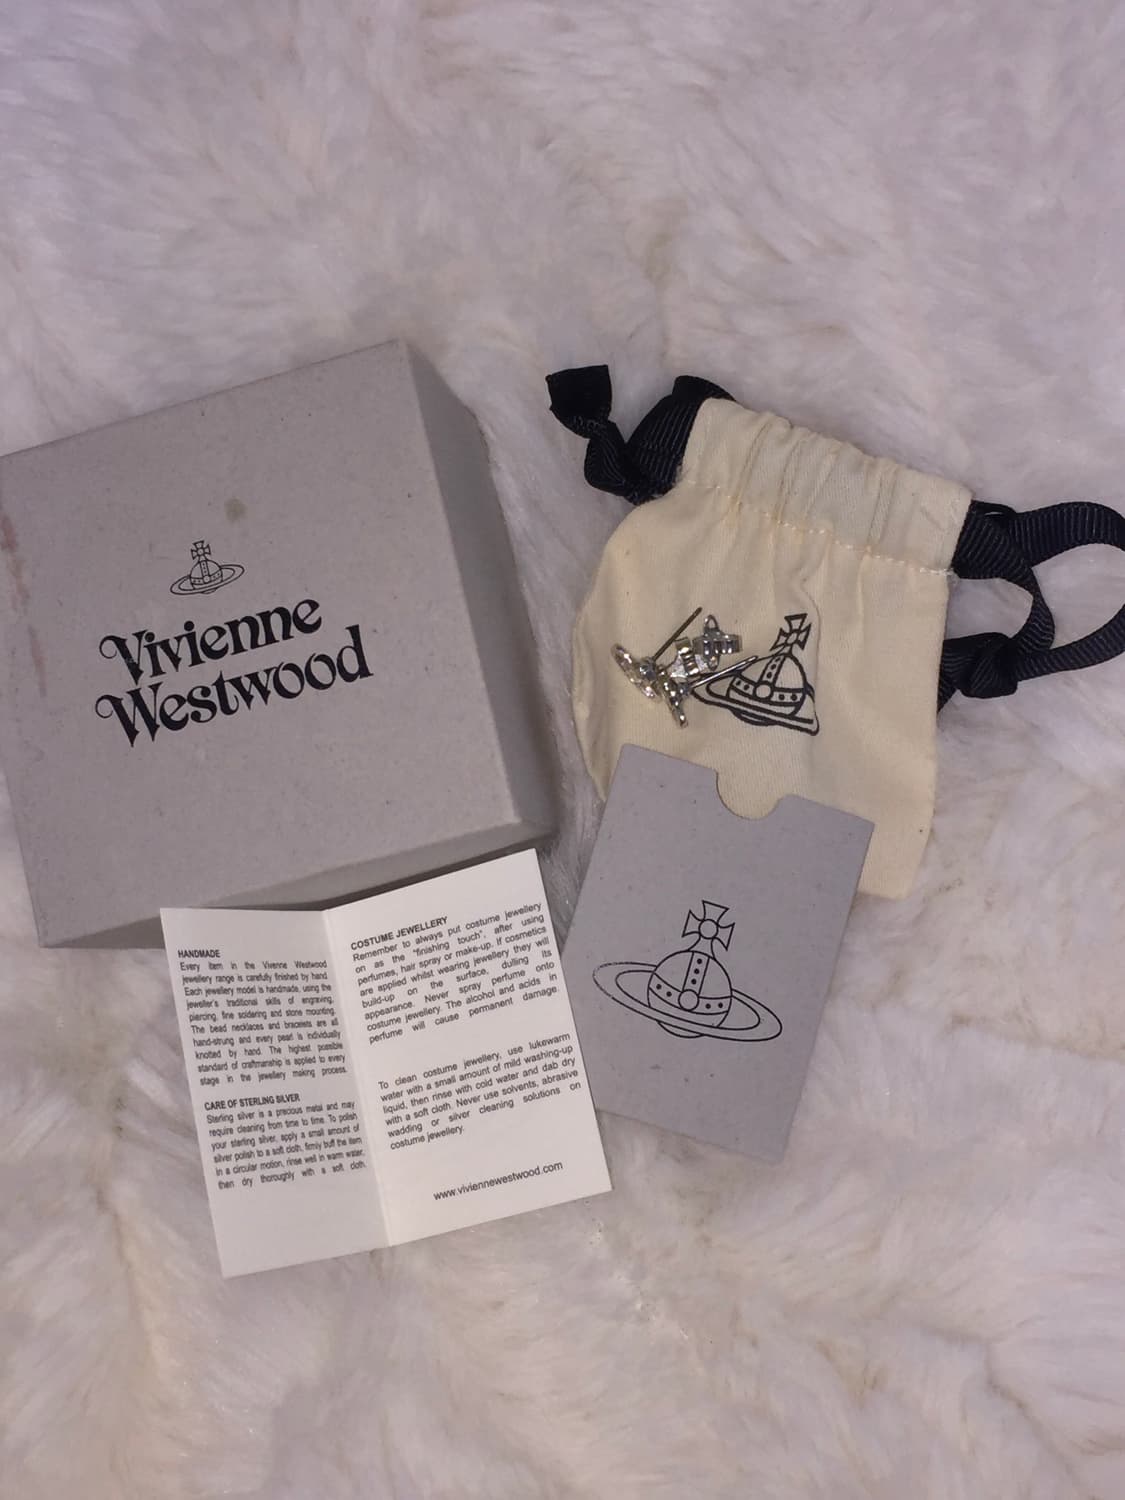 Vivienne
Westwood
HANDMADE
Every item in the Vivenne Westwood
jewellery range is carefully finished by hand.
Each jewellery model is handmade, using the
jeweller's traditional skills of engraving,
piercing, fine soldering and stone mounting.
The bead necklaces and bracelets are all
hand-strung and every pearl is individually
knotted by hand. The highest possible
standard of craftmanship is applied to every
stage in the jewellery making process.
CARE OF STERLING SILVER
Sterling silver is a precious metal and may
require cleaning from time to time. To polish
your sterling silver, apply a small amount of
silver polish to a soft cloth, firmly buff the item
in a circular motion, rinse well in warm water,
then dry thoroughly with a soft cloth.
COSTUME JEWELLERY
Remember to always put costume jewellery
on as the "finishing touch", after using
perfumes, hair spray or make-up. If cosmetics
are applied whilst wearing jewellery they will
build-up on the surface, dulling its
appearance. Never spray perfume onto
costume jewellery. The alcohol and acids in
perfume will cause permanent damage.
To clean costume jewellery, use lukewarm
water with a small amount of mild washing-up
liquid, then rinse with cold water and dab dry
with a soft cloth. Never use solvents, abrasive
wadding or silver cleaning solutions on
costume jewellery.
www.viviennewestwood.com